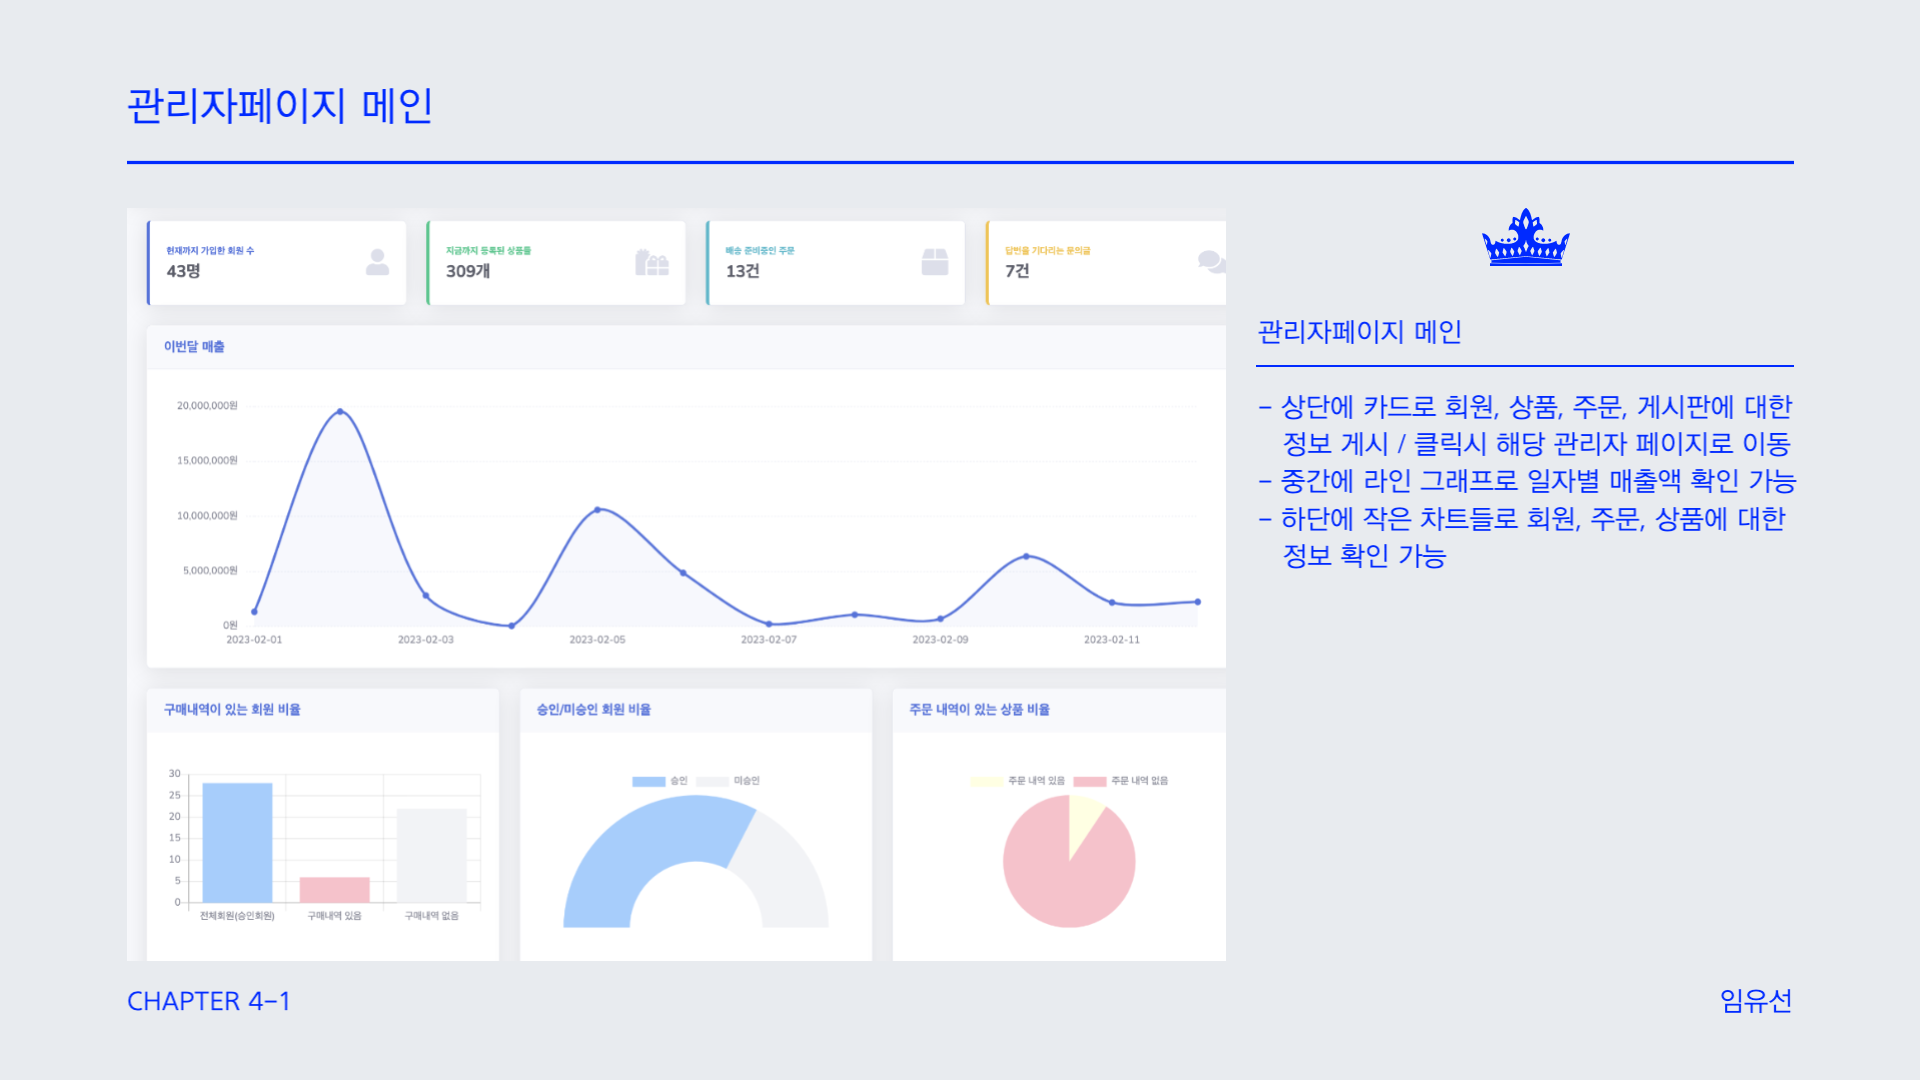 관리자페이지 메인
현재까지 가입한 회원 수
43명
지금까지 등록된 상품들
309개
배송 준비중인 주문
13건
답변을 기다리는 문의글
7건
이번달 매출
20,000,000원
15,000,000원
10,000,000원
5,000,000원
0원
2023-02-01 2023-02-03 2023-02-05 2023-02-07 2023-02-09 2023-02-11
구매내역이 있는 회원 비율
30
25
20
15
10
5
0
전체회원(승인회원) 구매내역 있음 구매내역 없음
승인/미승인 회원 비율
승인 미승인
주문 내역이 있는 상품 비율
주문 내역 있음 주문 내역 없음
관리자페이지 메인
– 상단에 카드로 회원, 상품, 주문, 게시판에 대한
정보 게시 / 클릭시 해당 관리자 페이지로 이동
– 중간에 라인 그래프로 일자별 매출액 확인 가능
– 하단에 작은 차트들로 회원, 주문, 상품에 대한
정보 확인 가능
CHAPTER 4–1
임유선